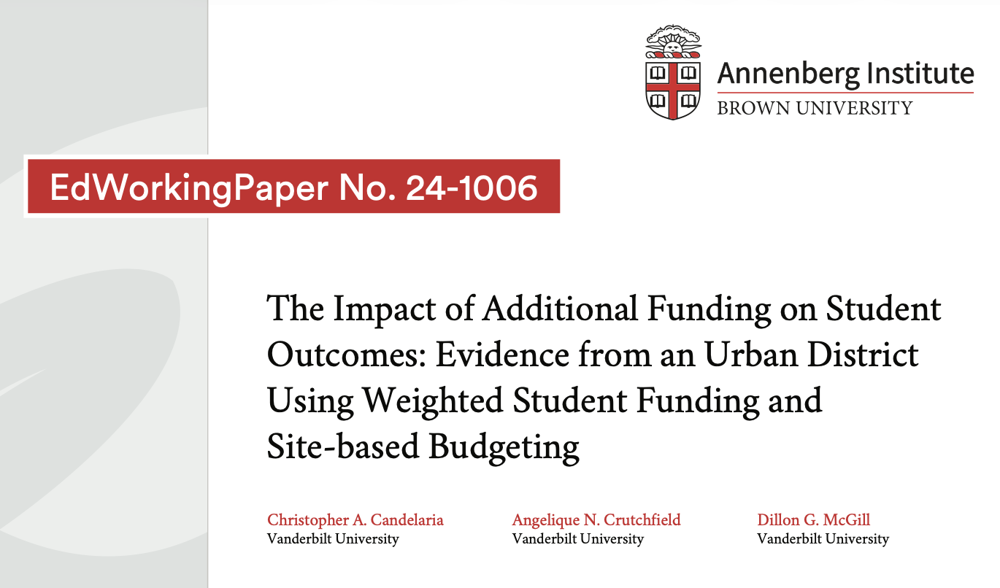 Annenberg Institute
BROWN UNIVERSITY
EdWorkingPaper No. 24-1006
The Impact of Additional Funding on Student
Outcomes: Evidence from an Urban District
Using Weighted Student Funding and
Site-based Budgeting
Christopher A. Candelaria
Vanderbilt University
Angelique N. Crutchfield
Vanderbilt University
Dillon G. McGill
Vanderbilt University